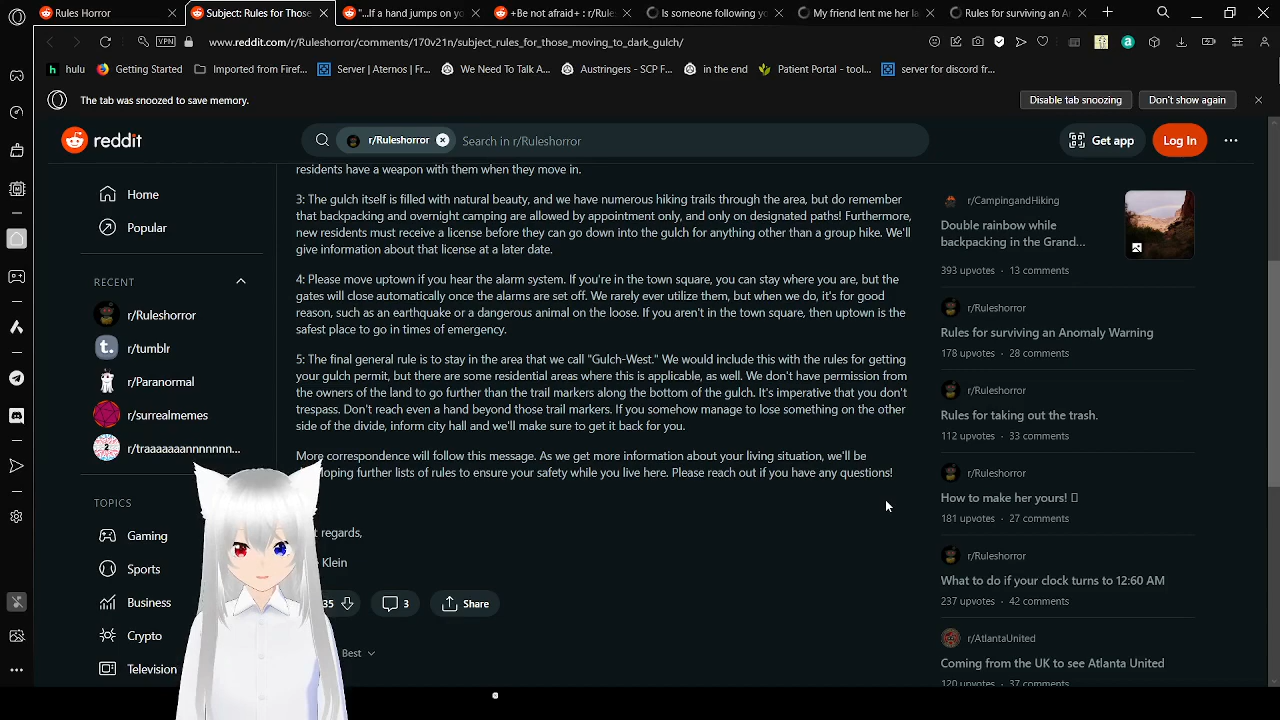 Rules Horror
Subject: Rules for Those
"...If a hand jumps on yo
+Be not afraid+ : r/Rule
Is someone following y
My friend lent me her la
Rules for surviving an A
VPN
www.reddit.com/r/Ruleshorror/comments/170v21n/subject_rules_for_those_moving_to_dark_gulch/
hulu
Getting Started
Imported from Firef...
Server | Aternos | Fr...
We Need To Talk A...
Austringers - SCP F...
in the end
Patient Portal - tool...
server for discord fr...
The tab was snoozed to save memory.
Disable tab snoozing
Don't show again
reddit
r/Ruleshorror
Search in r/Ruleshorror
Get app
Log In
Home
Popular
RECENT
r/Ruleshorror
r/tumblr
r/Paranormal
r/surrealmemes
r/traaaaaaannnnnnn...
TOPICS
Gaming
Sports
Business
Crypto
Television
residents have a weapon with them when they move in.
3: The gulch itself is filled with natural beauty, and we have numerous hiking trails through the area, but do remember
that backpacking and overnight camping are allowed by appointment only, and only on designated paths! Furthermore,
new residents must receive a license before they can go down into the gulch for anything other than a group hike. We'll
give information about that license at a later date.
4: Please move uptown if you hear the alarm system. If you're in the town square, you can stay where you are, but the
gates will close automatically once the alarms are set off. We rarely ever utilize them, but when we do, it's for good
reason, such as an earthquake or a dangerous animal on the loose. If you aren't in the town square, then uptown is the
safest place to go in times of emergency.
5: The final general rule is to stay in the area that we call "Gulch-West." We would include this with the rules for getting
your gulch permit, but there are some residential areas where this is applicable, as well. We don't have permission from
the owners of the land to go further than the trail markers along the bottom of the gulch. It's imperative that you don't
trespass. Don't reach even a hand beyond those trail markers. If you somehow manage to lose something on the other
side of the divide, inform city hall and we'll make sure to get it back for you.
More correspondence will follow this message. As we get more information about your living situation, we'll be
loping further lists of rules to ensure your safety while you live here. Please reach out if you have any questions!
t regards,
Klein
35
3
Share
Best
r/CampingandHiking
Double rainbow while
backpacking in the Grand...
393 upvotes · 13 comments
r/Ruleshorror
Rules for surviving an Anomaly Warning
178 upvotes · 28 comments
r/Ruleshorror
Rules for taking out the trash.
112 upvotes · 33 comments
r/Ruleshorror
How to make her yours!
181 upvotes · 27 comments
r/Ruleshorror
What to do if your clock turns to 12:60 AM
237 upvotes · 42 comments
r/AtlantaUnited
Coming from the UK to see Atlanta United
120 upvotes · 37 comments